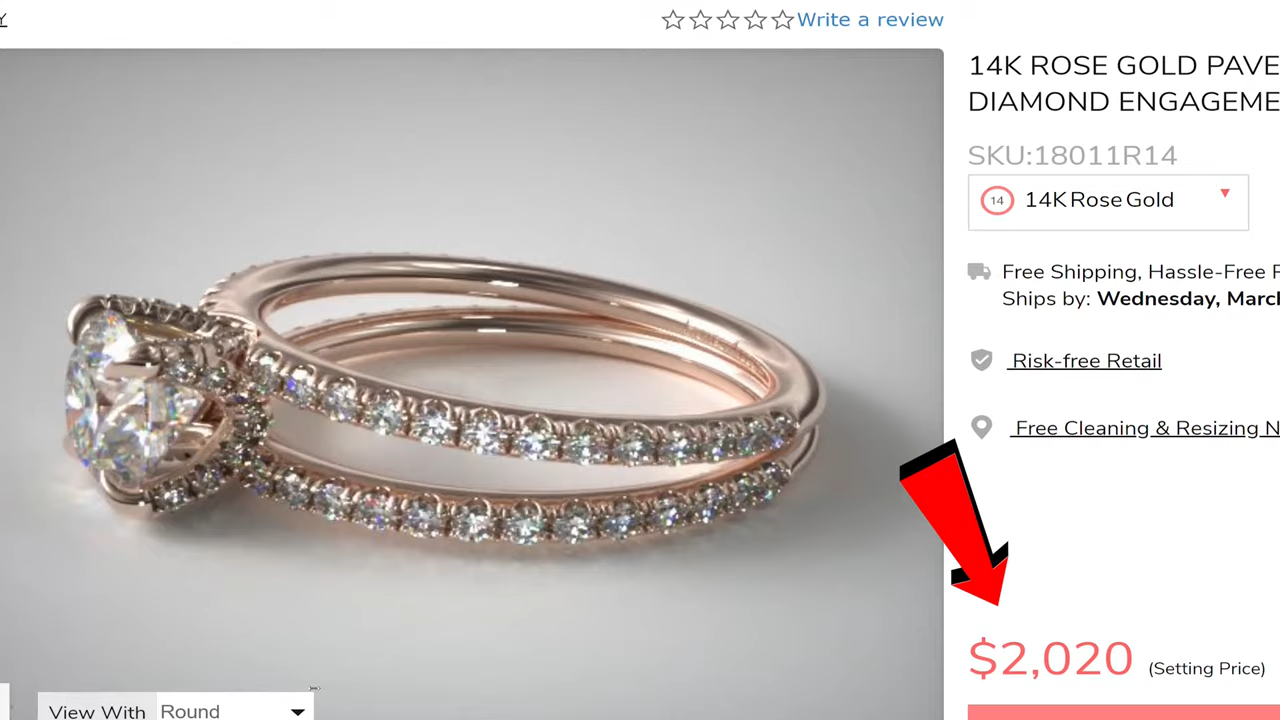 Y
Write a review
14K ROSE GOLD PAVE
DIAMOND ENGAGEME
SKU:18011R14
14 14K Rose Gold
Free Shipping, Hassle-Free
Ships by: Wednesday, Marc
Risk-free Retail
Free Cleaning & Resizing N
$2,020 (Setting Price)
View With Round